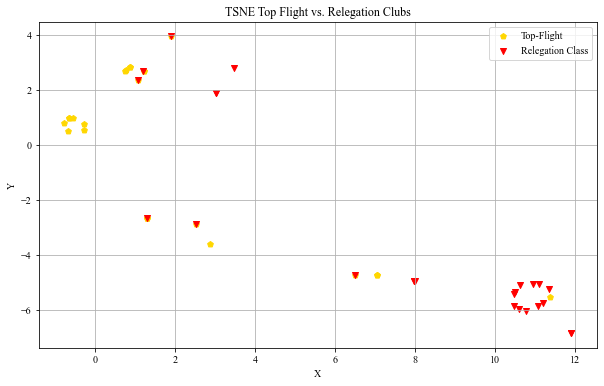 TSNE Top Flight vs. Relegation Clubs
Top-Flight
Relegation Class
4
2
0
−2
−4
−6
Y
0 2 4 6 8 10 12
X